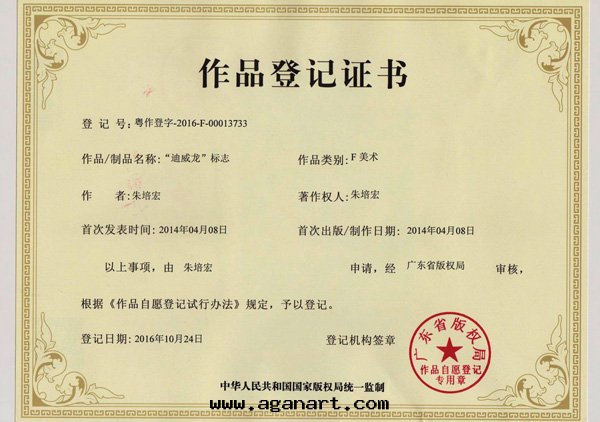 作品登记证书
登 记 号: 粤作登字-2016-F-00013733
作品/制品名称: “迪威龙”标志 作品类别: F 美术
作 者: 朱培宏 著作权人: 朱培宏
首次发表时间: 2014年04月08日 首次出版/制作日期: 2014年04月08日
以上事项, 由 朱培宏 申请, 经 广东省版权局 审核,
根据《作品自愿登记试行办法》规定, 予以登记。
登记日期: 2016年10月24日 登记机构签章
广东省版权局
作品自愿登记
专用章
中华人民共和国国家版权局统一监制
www.aganart.com